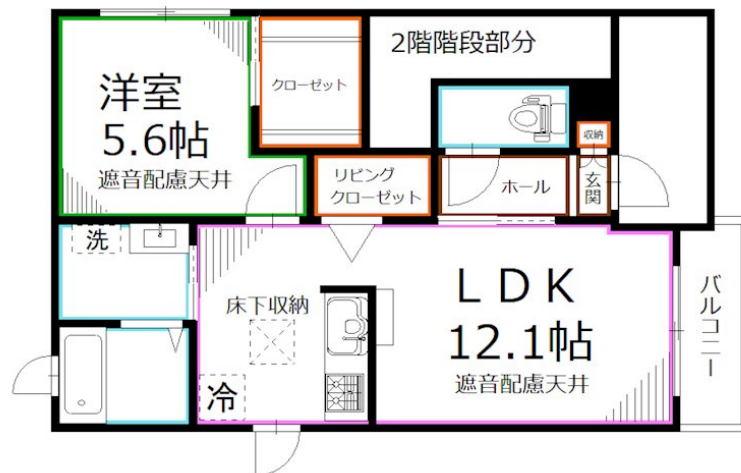 2階階段部分
洋室
5.6帖
遮音配慮天井
クローゼット
収納
リビング
クローゼット
ホール
玄関
洗
床下収納
冷
LDK
12.1帖
遮音配慮天井
バルコニー